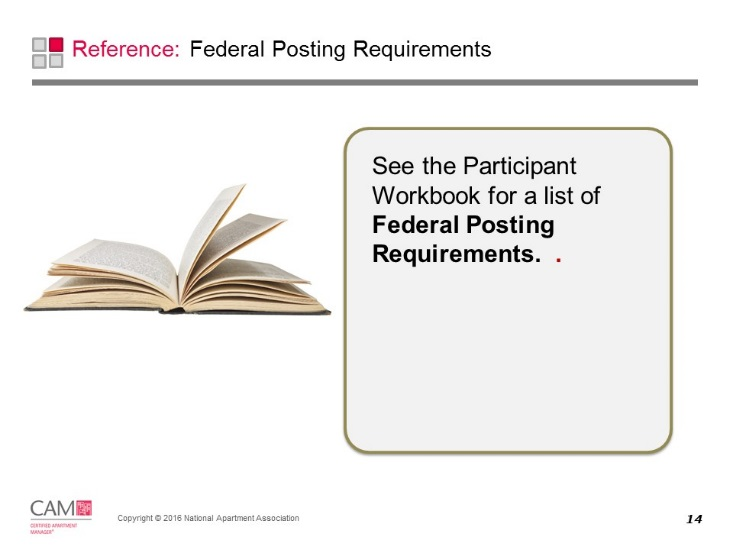 Reference: Federal Posting Requirements
See the Participant
Workbook for a list of
Federal Posting
Requirements.  .
CAM
CERTIFIED APARTMENT
MANAGER®
Copyright © 2016 National Apartment Association
14